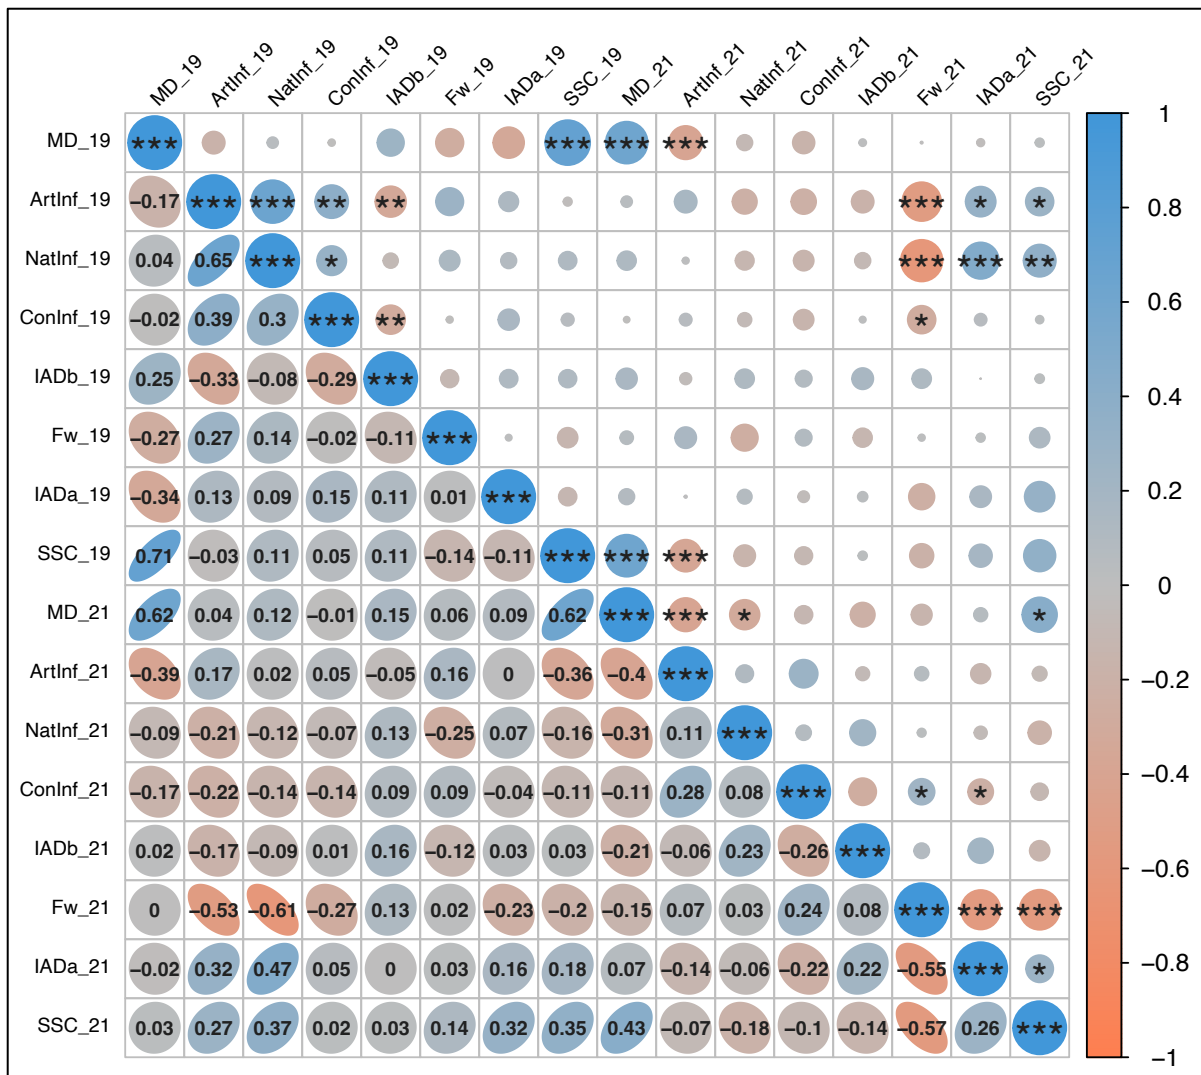 MD_19 ArtInf_19 NatInf_19 ConInf_19 IADb_19 Fw_19 IADa_19 SSC_19 MD_21 ArtInf_21 NatInf_21 ConInf_21 IADb_21 Fw_21 IADa_21 SSC_21
MD_19 *** *** *** ***
ArtInf_19 −0.17 *** *** ** ** *** * *
NatInf_19 0.04 0.65 *** * *** *** **
ConInf_19 −0.02 0.39 0.3 *** ** *
IADb_19 0.25 −0.33 −0.08 −0.29 ***
Fw_19 −0.27 0.27 0.14 −0.02 −0.11 ***
IADa_19 −0.34 0.13 0.09 0.15 0.11 0.01 ***
SSC_19 0.71 −0.03 0.11 0.05 0.11 −0.14 −0.11 *** *** ***
MD_21 0.62 0.04 0.12 −0.01 0.15 0.06 0.09 0.62 *** *** * *
ArtInf_21 −0.39 0.17 0.02 0.05 −0.05 0.16 0 −0.36 −0.4 ***
NatInf_21 −0.09 −0.21 −0.12 −0.07 0.13 −0.25 0.07 −0.16 −0.31 0.11 ***
ConInf_21 −0.17 −0.22 −0.14 −0.14 0.09 0.09 −0.04 −0.11 −0.11 0.28 0.08 *** * *
IADb_21 0.02 −0.17 −0.09 0.01 0.16 −0.12 0.03 0.03 −0.21 −0.06 0.23 −0.26 ***
Fw_21 0 −0.53 −0.61 −0.27 0.13 0.02 −0.23 −0.2 −0.15 0.07 0.03 0.24 0.08 *** *** ***
IADa_21 −0.02 0.32 0.47 0.05 0 0.03 0.16 0.18 0.07 −0.14 −0.06 −0.22 0.22 −0.55 *** *
SSC_21 0.03 0.27 0.37 0.02 0.03 0.14 0.32 0.35 0.43 −0.07 −0.18 −0.1 −0.14 −0.57 0.26 ***
1
0.8
0.6
0.4
0.2
0
−0.2
−0.4
−0.6
−0.8
−1